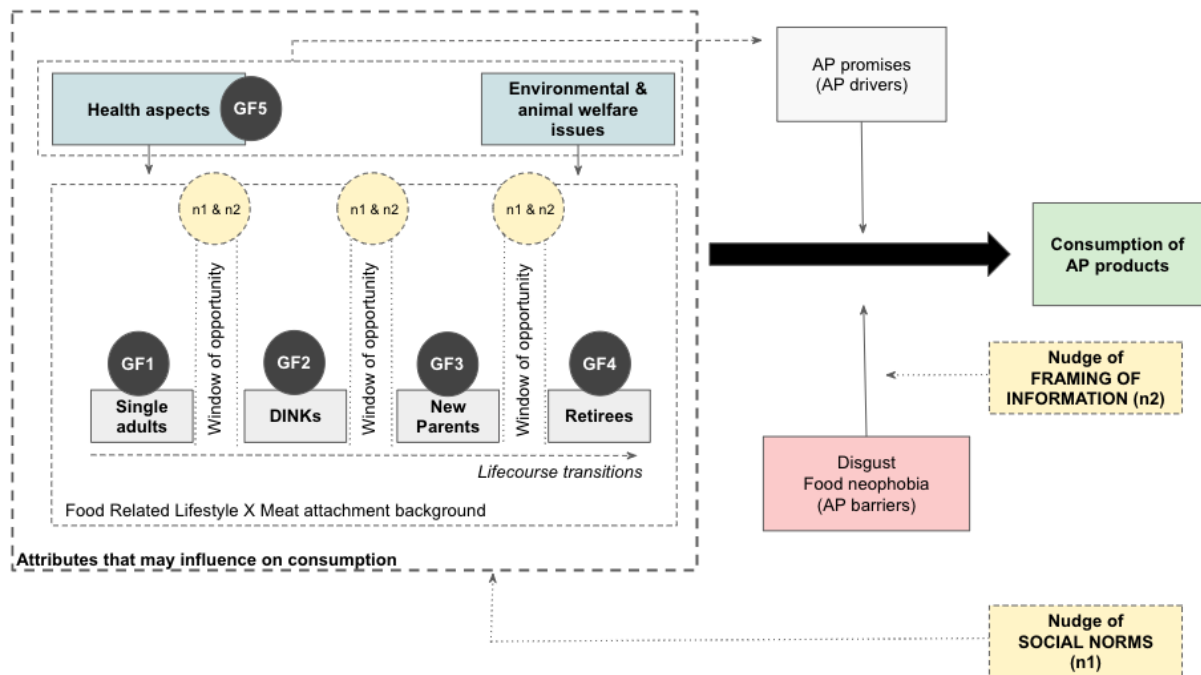 Health aspects
GF5
Environmental &
animal welfare
issues
AP promises
(AP drivers)
n1 & n2
n1 & n2
n1 & n2
Window of opportunity
Window of opportunity
Window of opportunity
Consumption of
AP products
GF1
GF2
GF3
GF4
Single
adults
DINKs
New
Parents
Retirees
Lifecourse transitions
Food Related Lifestyle X Meat attachment background
Attributes that may influence on consumption
Nudge of
FRAMING OF
INFORMATION (n2)
Disgust
Food neophobia
(AP barriers)
Nudge of
SOCIAL NORMS
(n1)